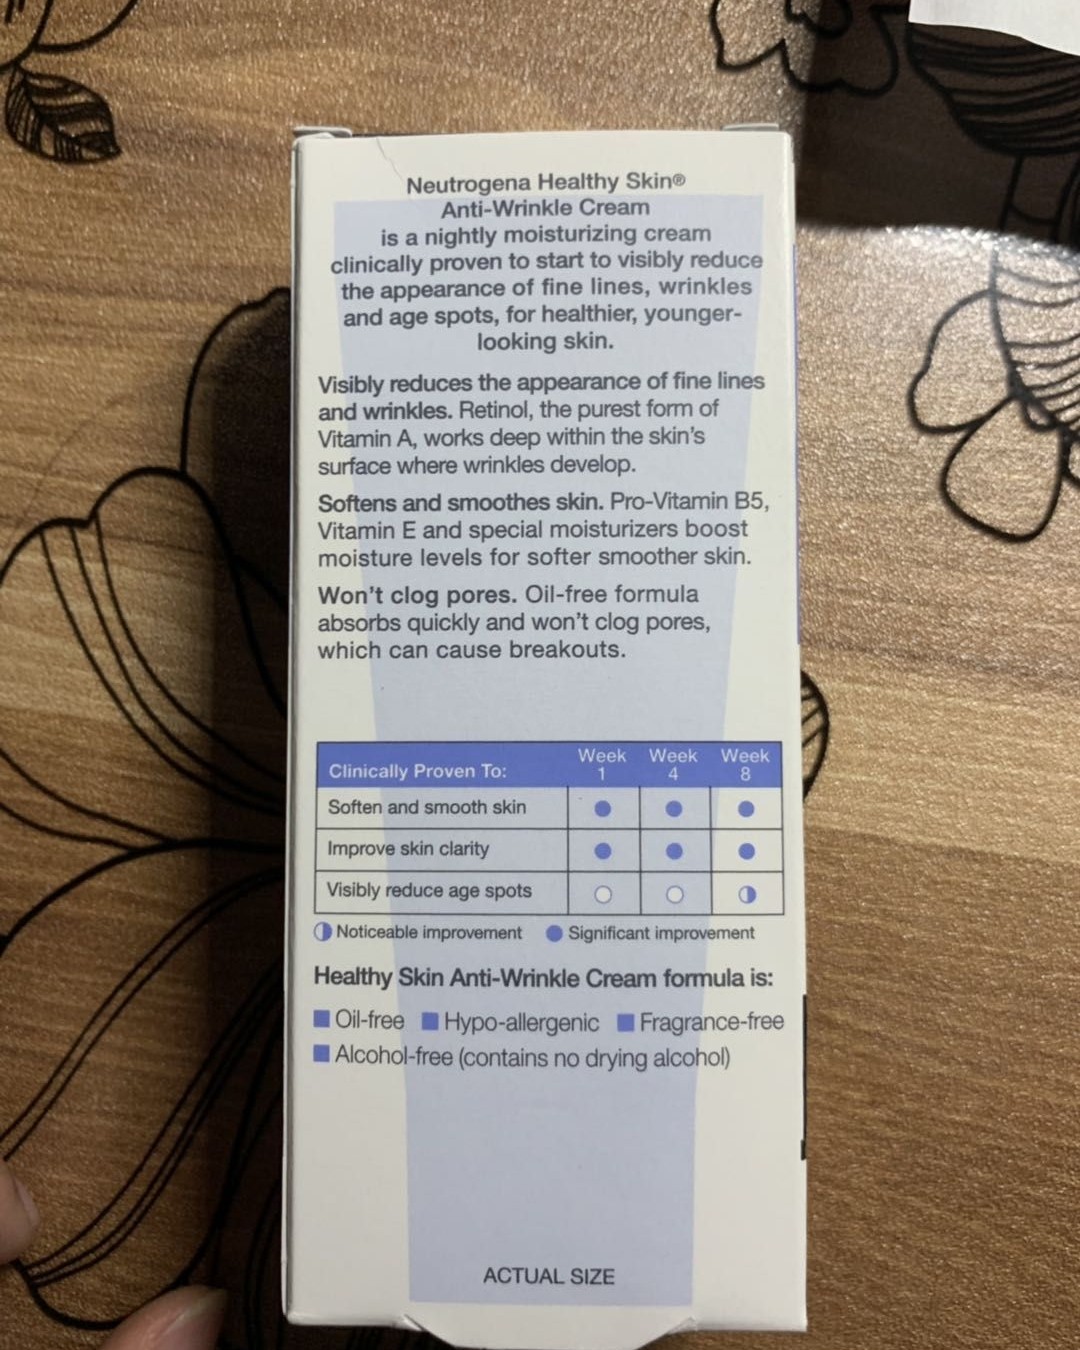 Neutrogena Healthy Skin®
Anti-Wrinkle Cream
is a nightly moisturizing cream
clinically proven to start to visibly reduce
the appearance of fine lines, wrinkles
and age spots, for healthier, younger-
looking skin.
Visibly reduces the appearance of fine lines
and wrinkles. Retinol, the purest form of
Vitamin A, works deep within the skin's
surface where wrinkles develop.
Softens and smoothes skin. Pro-Vitamin B5,
Vitamin E and special moisturizers boost
moisture levels for softer smoother skin.
Won't clog pores. Oil-free formula
absorbs quickly and won't clog pores,
which can cause breakouts.
Clinically Proven To: Week 1 Week 4 Week 8
Soften and smooth skin
Improve skin clarity
Visibly reduce age spots
Noticeable improvement Significant improvement
Healthy Skin Anti-Wrinkle Cream formula is:
Oil-free Hypo-allergenic Fragrance-free
Alcohol-free (contains no drying alcohol)
ACTUAL SIZE